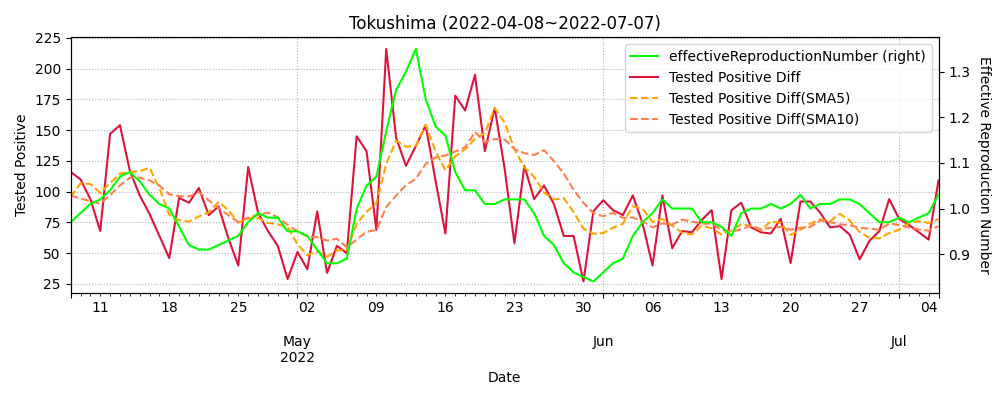 Tokushima (2022-04-08~2022-07-07)
effectiveReproductionNumber (right)
Tested Positive Diff
Tested Positive Diff(SMA5)
Tested Positive Diff(SMA10)
Tested Positive
225
200
175
150
125
100
75
50
25
1.3
1.2
1.1
1.0
0.9
Effective Reproduction Number
11 18 25 02 09 16 23 30 06 13 20 27 04
May Jun Jul
2022
Date